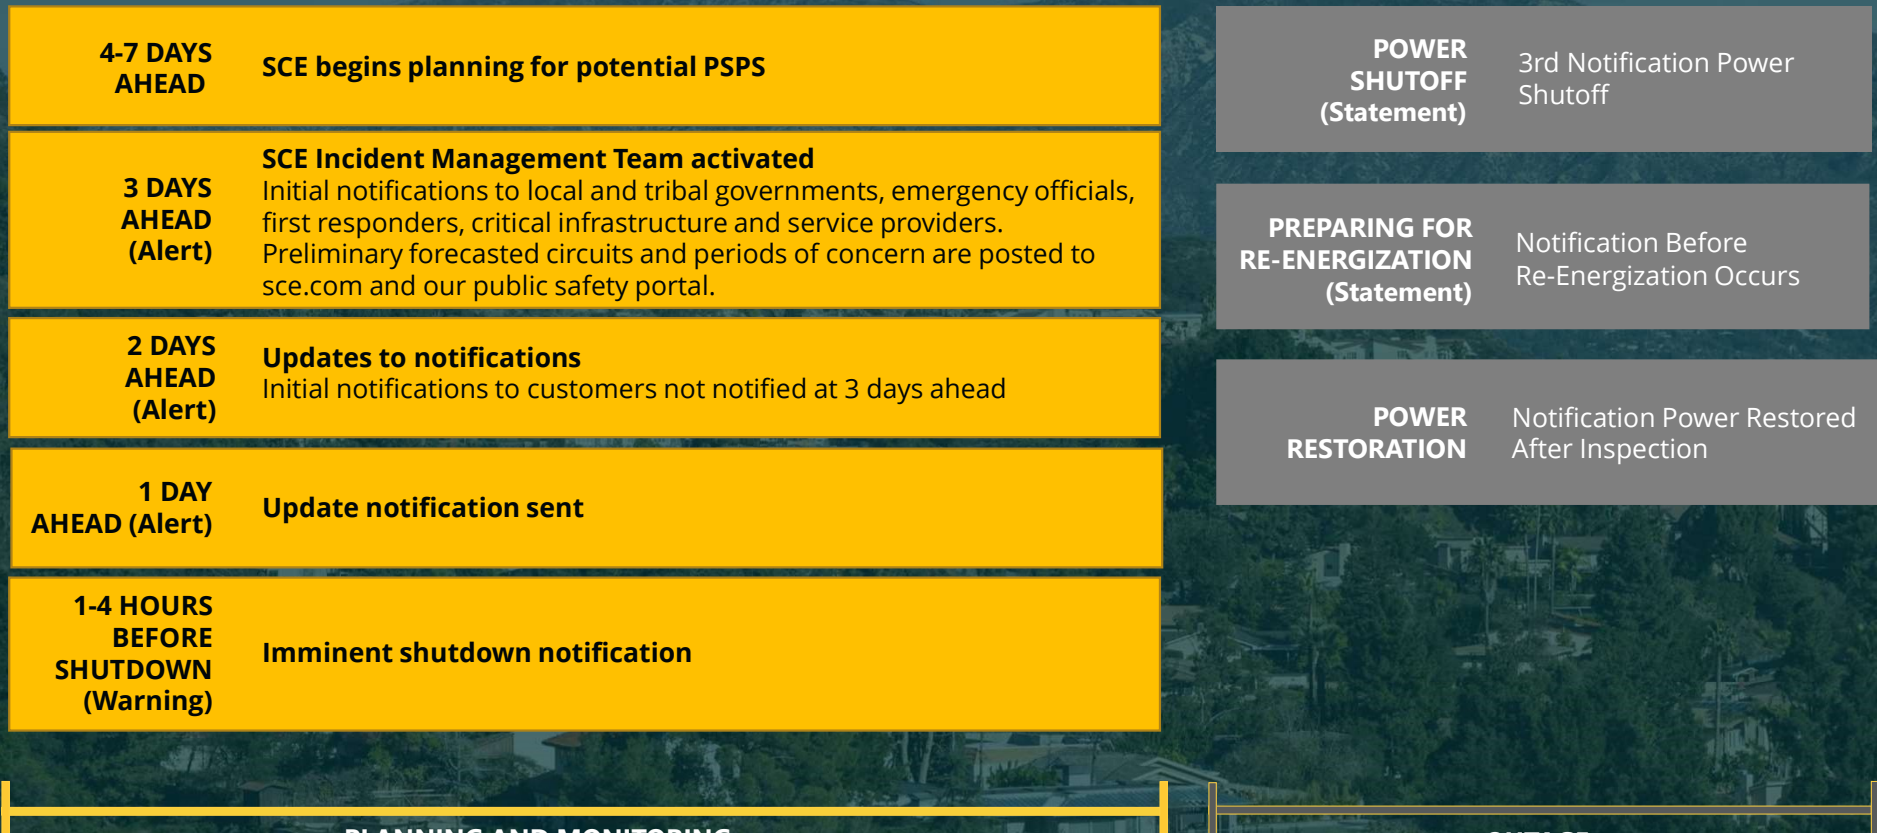 4-7 DAYS
AHEAD
SCE begins planning for potential PSPS
3 DAYS
AHEAD
(Alert)
SCE Incident Management Team activated
Initial notifications to local and tribal governments, emergency officials,
first responders, critical infrastructure and service providers.
Preliminary forecasted circuits and periods of concern are posted to
sce.com and our public safety portal.
2 DAYS
AHEAD
(Alert)
Updates to notifications
Initial notifications to customers not notified at 3 days ahead
1 DAY
AHEAD (Alert)
Update notification sent
1-4 HOURS
BEFORE
SHUTDOWN
(Warning)
Imminent shutdown notification
PLANNING AND MONITORING
POWER
SHUTOFF
(Statement)
3rd Notification Power
Shutoff
PREPARING FOR
RE-ENERGIZATION
(Statement)
Notification Before
Re-Energization Occurs
POWER
RESTORATION
Notification Power Restored
After Inspection
OUTAGE